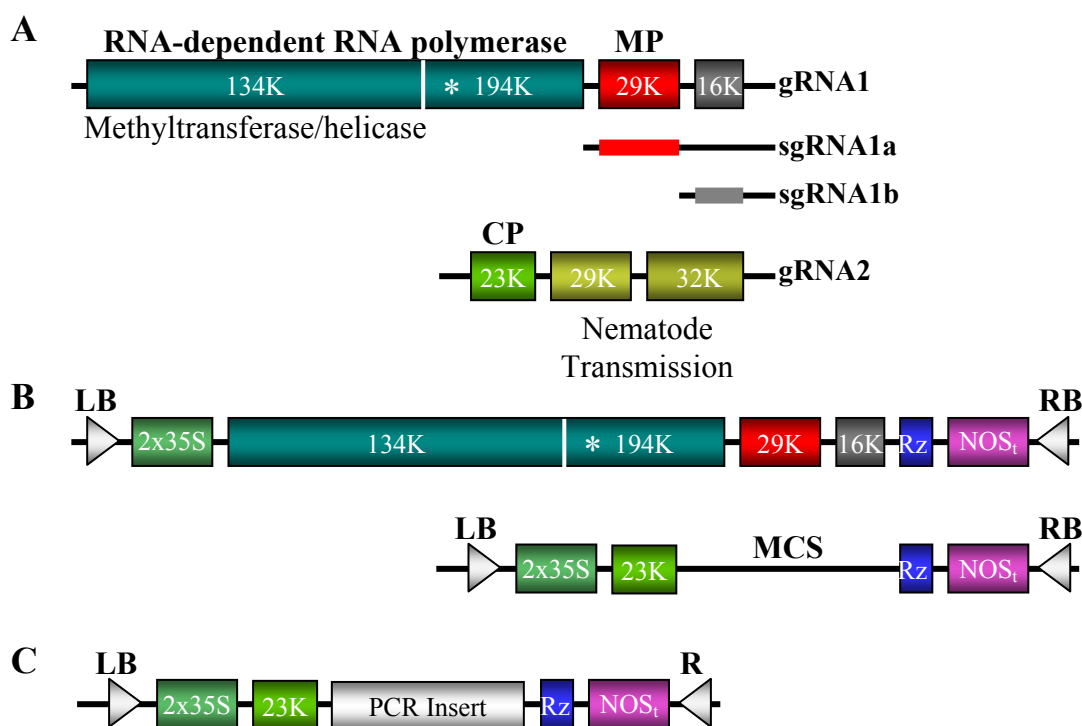 A
RNA-dependent RNA polymerase MP
134K * 194K 29K 16K gRNA1
Methyltransferase/helicase
sgRNA1a
sgRNA1b
CP
23K 29K 32K gRNA2
Nematode
Transmission
B
LB RB
2x35S 134K * 194K 29K 16K Rz NOSt
LB MCS RB
2x35S 23K Rz NOSt
C
LB R
2x35S 23K PCR Insert Rz NOSt